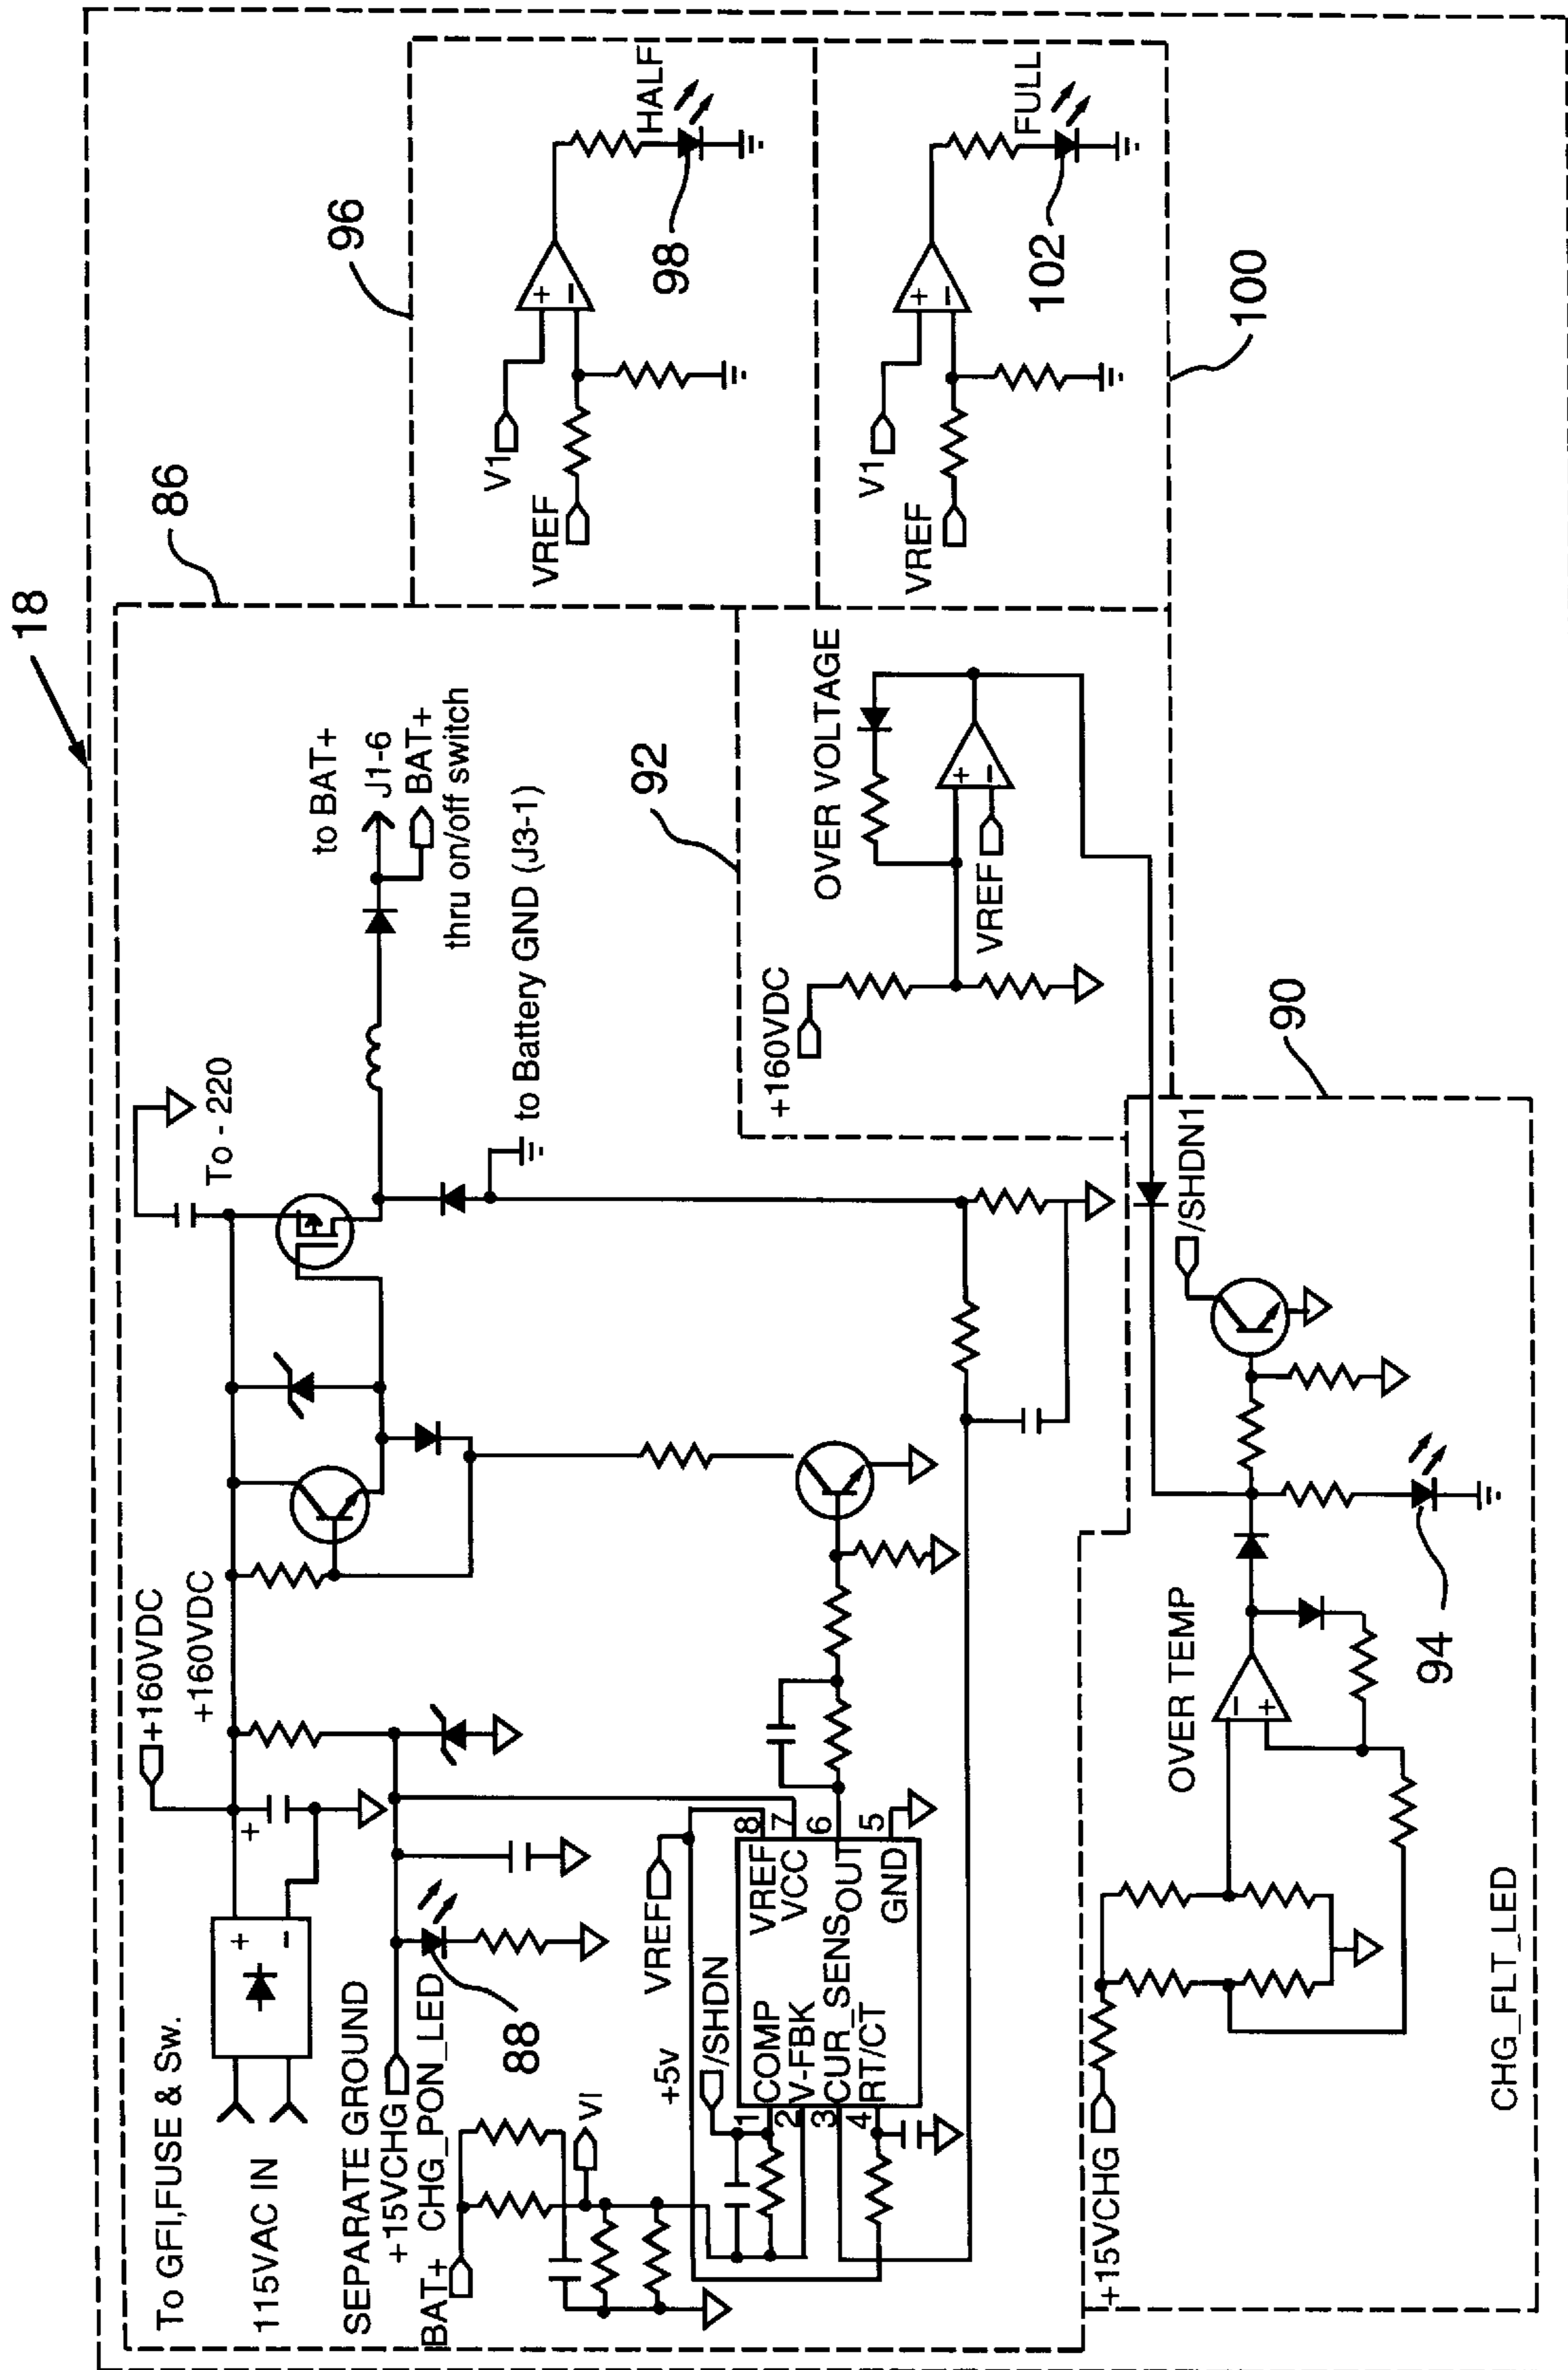 18
86
96
To GFI,FUSE & Sw.
115VAC IN
+
−
+
+160VDC
+160VDC
To - 220
to BAT+
J1-6
BAT+
thru on/off switch
to Battery GND (J3-1)
SEPARATE GROUND
+15VCHG
CHG_PON_LED
BAT+
88
VI
VREF
+5v
/SHDN
1
2
3
4
COMP
V-FBK
CUR_SENS
RT/CT
VREF
VCC
OUT
GND
8
7
6
5
V1
VREF
+
−
HALF
98
V1
VREF
+
−
FULL
102
100
92
OVER VOLTAGE
+160VDC
VREF
+
−
90
/SHDN1
OVER TEMP
−
+
+15VCHG
94
CHG_FLT_LED